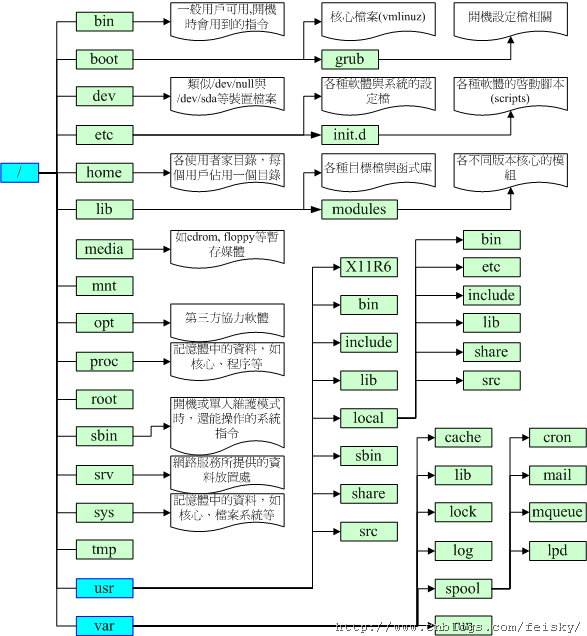 bin
一般用戶可用,開機
時會用到的指令
核心檔案(vmlinuz)
開機設定檔相關
boot
grub
dev
類似/dev/null與
/dev/sda等裝置檔案
各種軟體與系統的設
定檔
各種軟體的啓動腳本
(scripts)
etc
init.d
/
home
各使用者家目錄，每
個用戶佔用一個目錄
各種目標檔與函式庫
各不同版本核心的模
組
lib
modules
media
如cdrom, floppy等暫
存媒體
mnt
opt
第三方協力軟體
proc
記憶體中的資料，如
核心、程序等
root
sbin
開機或單人維護模式
時，還能操作的系統
指令
srv
網路服務所提供的資
料放置處
sys
記憶體中的資料，如
核心、檔案系統等
tmp
usr
var
X11R6
bin
include
lib
local
sbin
share
src
bin
etc
include
lib
share
src
cache
lib
lock
log
spool
run
cron
mail
mqueue
lpd
http://www.cnblogs.com/feisky/